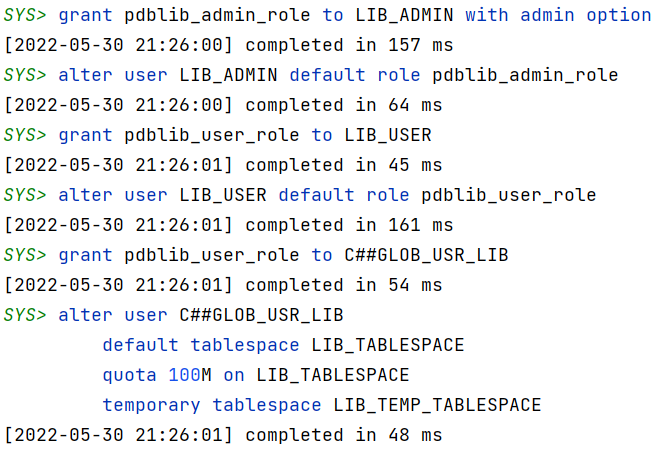 SYS> grant pdblib_admin_role to LIB_ADMIN with admin option
[2022-05-30 21:26:00] completed in 157 ms
SYS> alter user LIB_ADMIN default role pdblib_admin_role
[2022-05-30 21:26:00] completed in 64 ms
SYS> grant pdblib_user_role to LIB_USER
[2022-05-30 21:26:01] completed in 45 ms
SYS> alter user LIB_USER default role pdblib_user_role
[2022-05-30 21:26:01] completed in 161 ms
SYS> grant pdblib_user_role to C##GLOB_USR_LIB
[2022-05-30 21:26:01] completed in 54 ms
SYS> alter user C##GLOB_USR_LIB
default tablespace LIB_TABLESPACE
quota 100M on LIB_TABLESPACE
temporary tablespace LIB_TEMP_TABLESPACE
[2022-05-30 21:26:01] completed in 48 ms